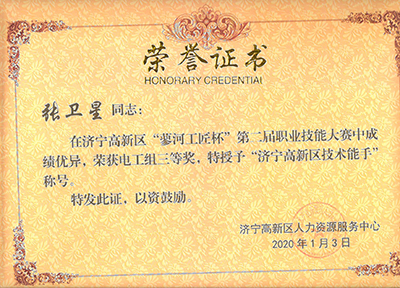 荣誉证书
HONORARY CREDENTIAL
张卫星 同志：
在济宁高新区“蓼河工匠杯”第二届职业技能大赛中成
绩优异，荣获电工组三等奖，特授予“济宁高新区技术能手”
称号。
特发此证，以资鼓励。
济宁高新区人力资源服务中心
2020年1月3日